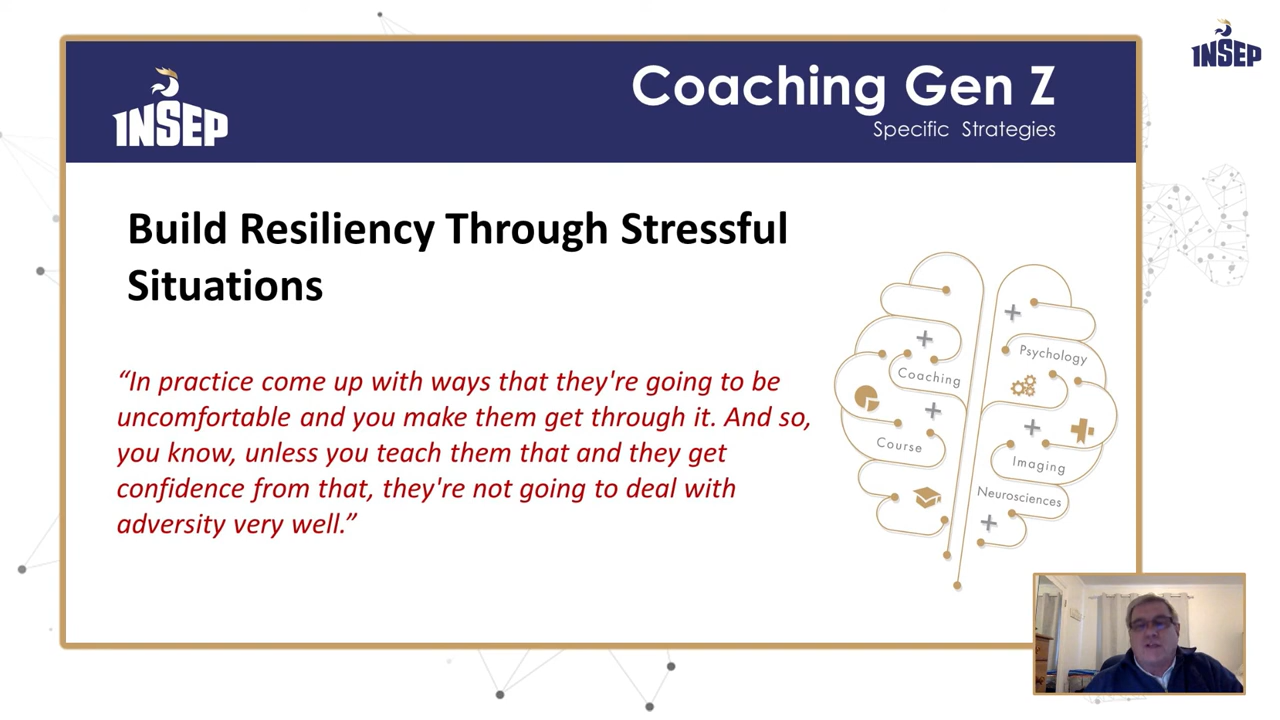 INSEP
INSEP
Coaching Gen Z
Specific Strategies
Build Resiliency Through Stressful
Situations
“In practice come up with ways that they're going to be
uncomfortable and you make them get through it. And so,
you know, unless you teach them that and they get
confidence from that, they're not going to deal with
adversity very well.”
Psychology
Coaching
Course
Imaging
Neurosciences